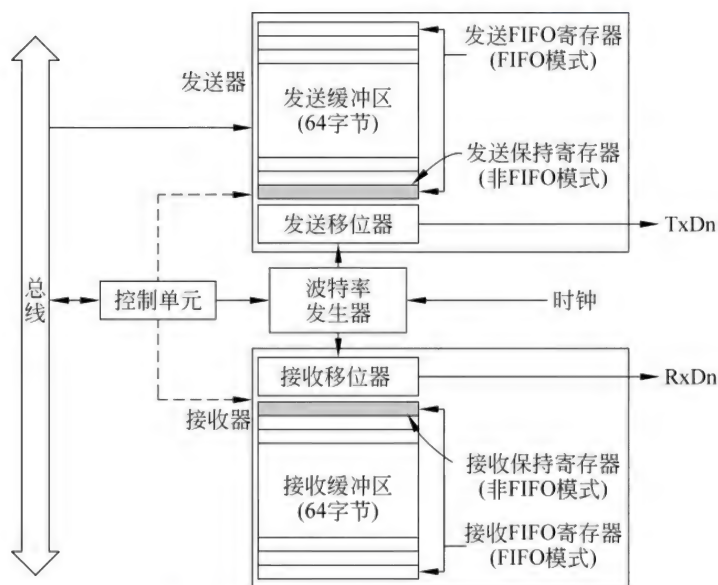 发送FIFO寄存器
(FIFO模式)
发送器
发送缓冲区
(64字节)
发送保持寄存器
(非FIFO模式)
发送移位器
TxDn
总线
控制单元
波特率
发生器
时钟
接收移位器
RxDn
接收器
接收保持寄存器
(非FIFO模式)
接收缓冲区
(64字节)
接收FIFO寄存器
(FIFO模式)